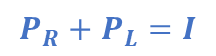 P_R + P_L = I